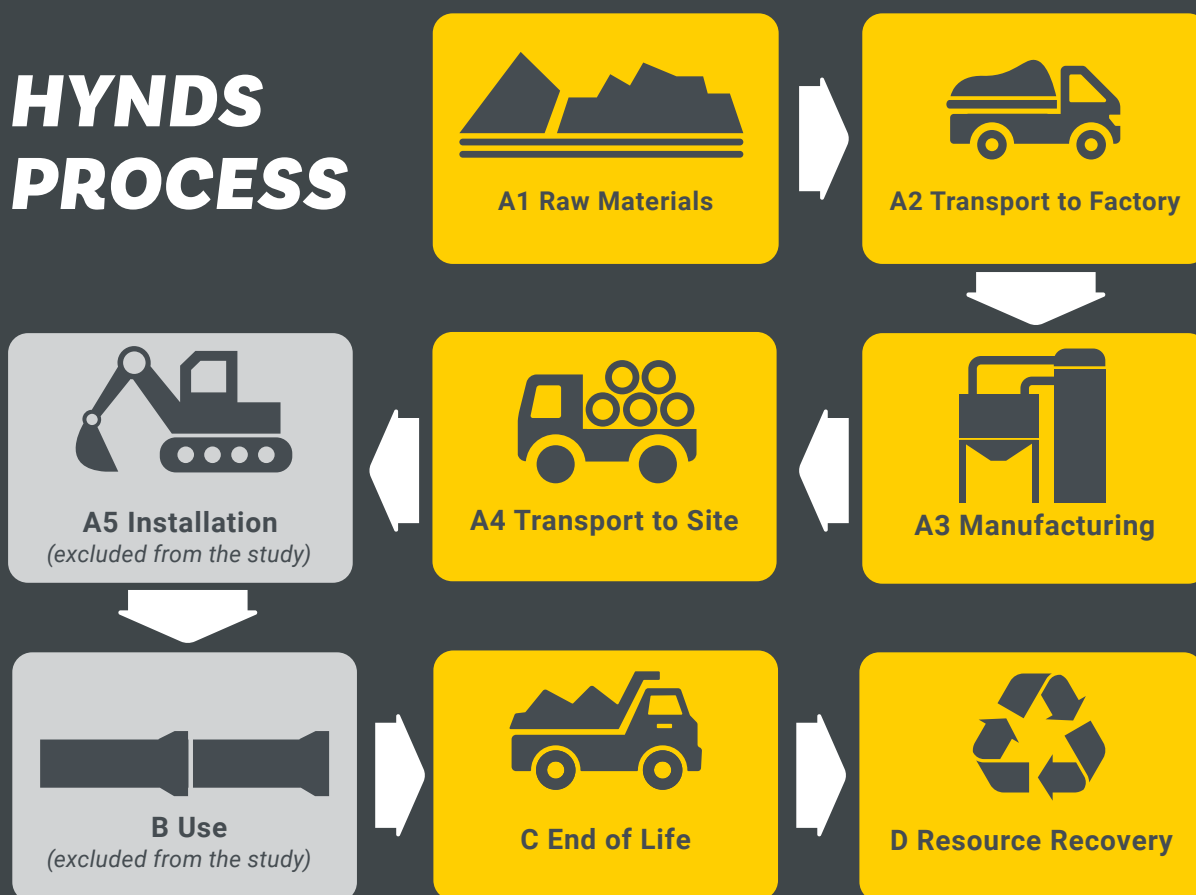 HYNDS
PROCESS
A1 Raw Materials
A2 Transport to Factory
A5 Installation
(excluded from the study)
A4 Transport to Site
A3 Manufacturing
B Use
(excluded from the study)
C End of Life
D Resource Recovery